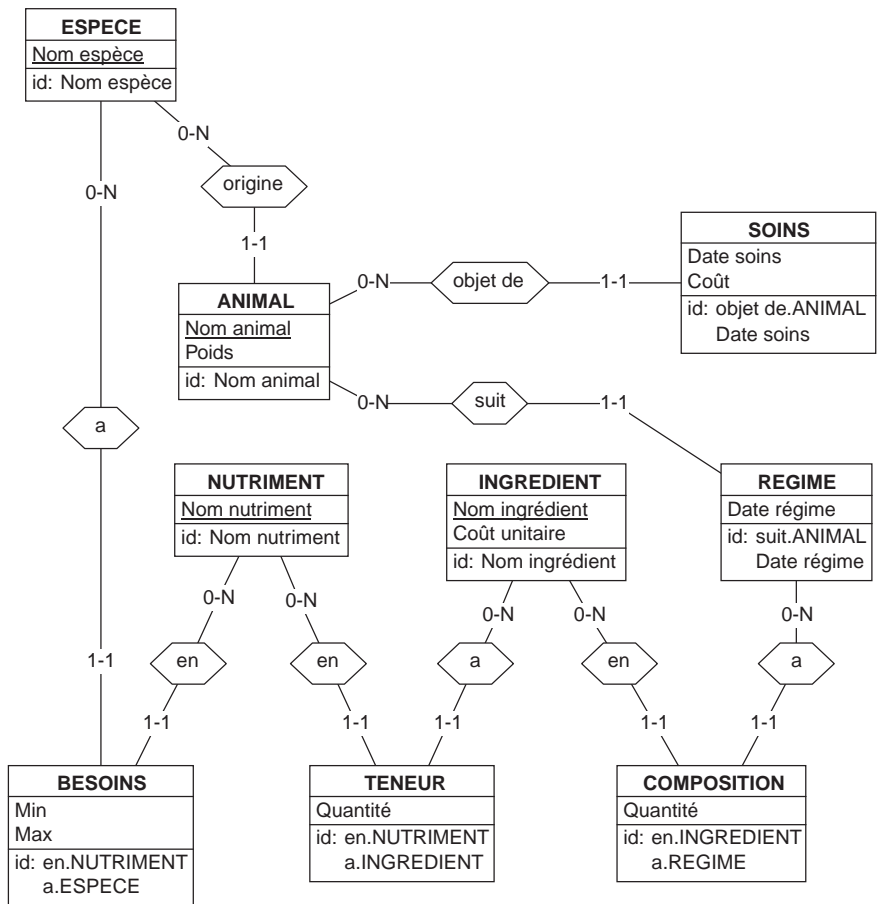 ESPECE
Nom espèce
id: Nom espèce
0-N
origine
0-N
1-1
SOINS
Date soins
Coût
id: objet de.ANIMAL
Date soins
0-N
objet de
1-1
ANIMAL
Nom animal
Poids
id: Nom animal
0-N
suit
1-1
a
NUTRIMENT
Nom nutriment
id: Nom nutriment
INGREDIENT
Nom ingrédient
Coût unitaire
id: Nom ingrédient
REGIME
Date régime
id: suit.ANIMAL
Date régime
0-N
0-N
0-N
0-N
0-N
1-1
en
en
a
en
a
1-1
1-1
1-1
1-1
1-1
BESOINS
Min
Max
id: en.NUTRIMENT
a.ESPECE
TENEUR
Quantité
id: en.NUTRIMENT
a.INGREDIENT
COMPOSITION
Quantité
id: en.INGREDIENT
a.REGIME